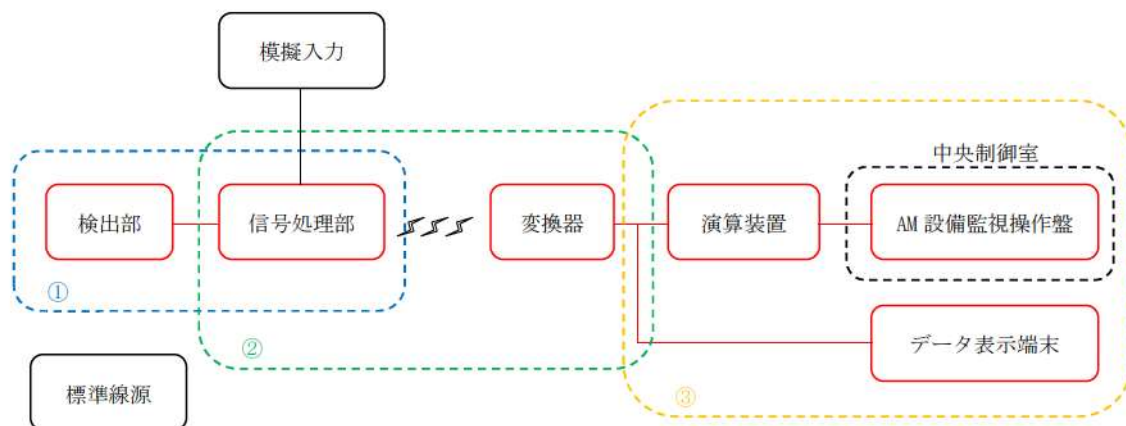 模擬入力
中央制御室
検出部
信号処理部
変換器
演算装置
AM 設備監視操作盤
①
②
データ表示端末
標準線源
③